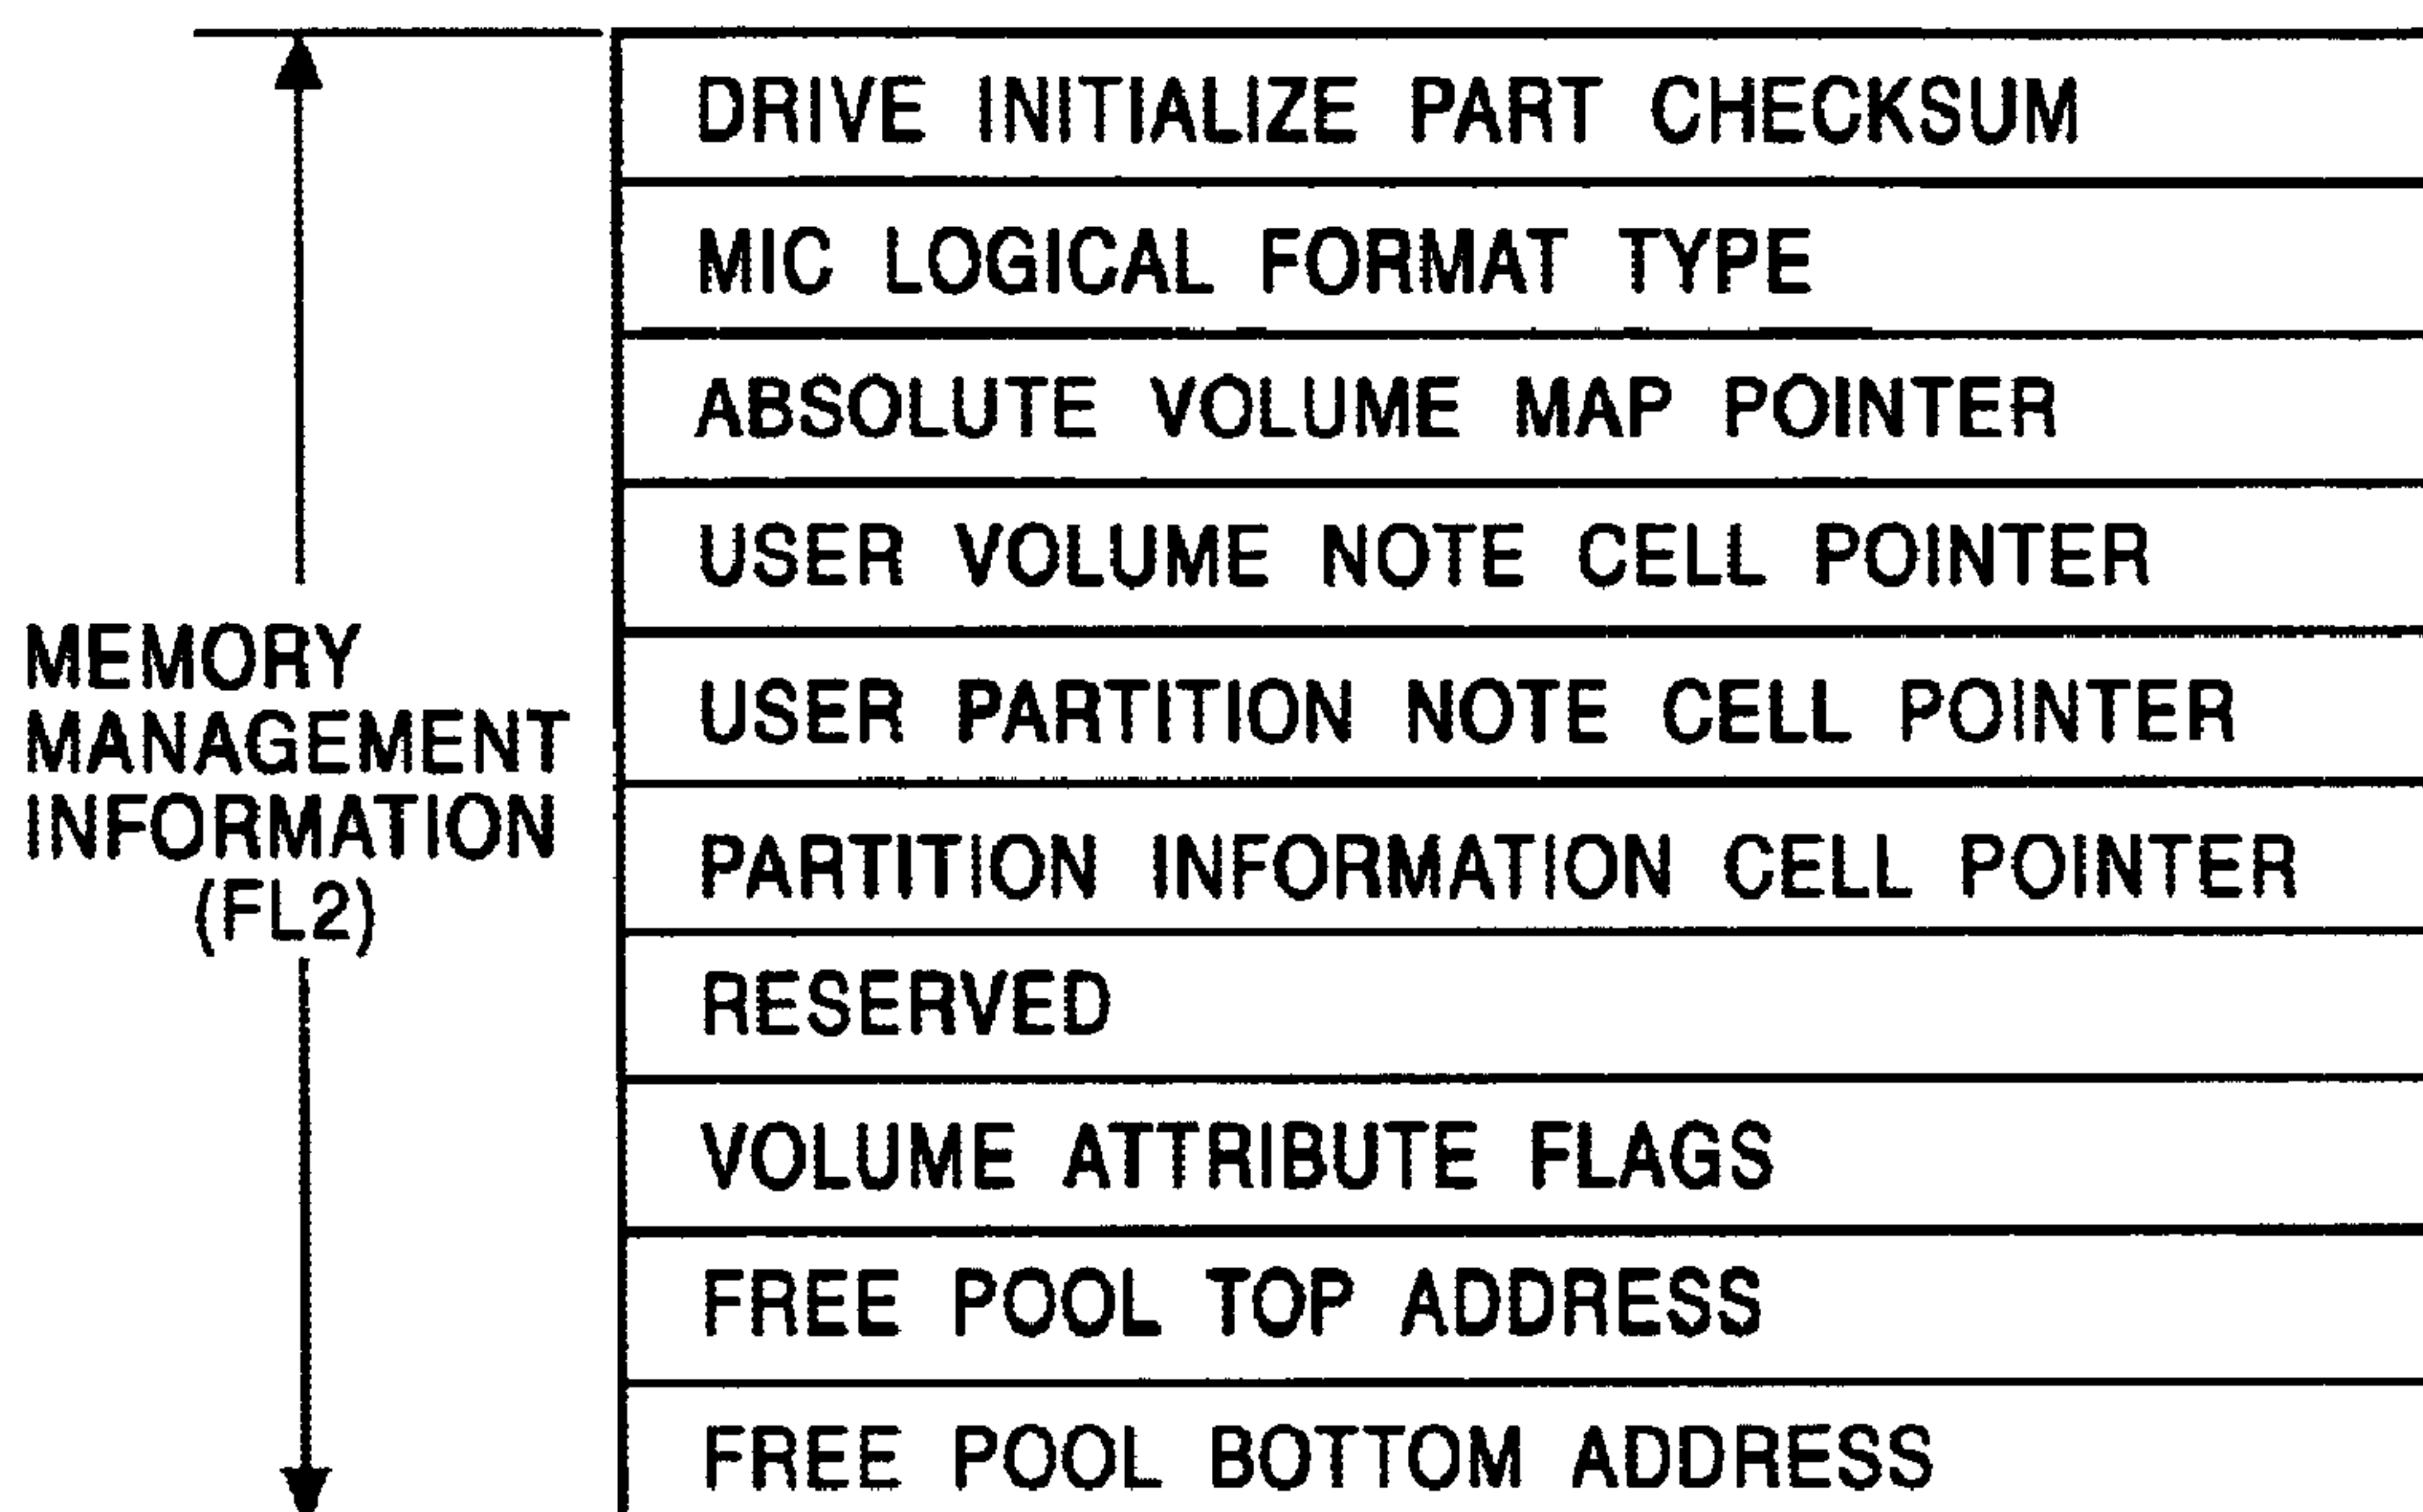 DRIVE INITIALIZE PART CHECKSUM
MIC LOGICAL FORMAT TYPE
ABSOLUTE VOLUME MAP POINTER
USER VOLUME NOTE CELL POINTER
USER PARTITION NOTE CELL POINTER
PARTITION INFORMATION CELL POINTER
RESERVED
VOLUME ATTRIBUTE FLAGS
FREE POOL TOP ADDRESS
FREE POOL BOTTOM ADDRESS
MEMORY
MANAGEMENT
INFORMATION
(FL2)